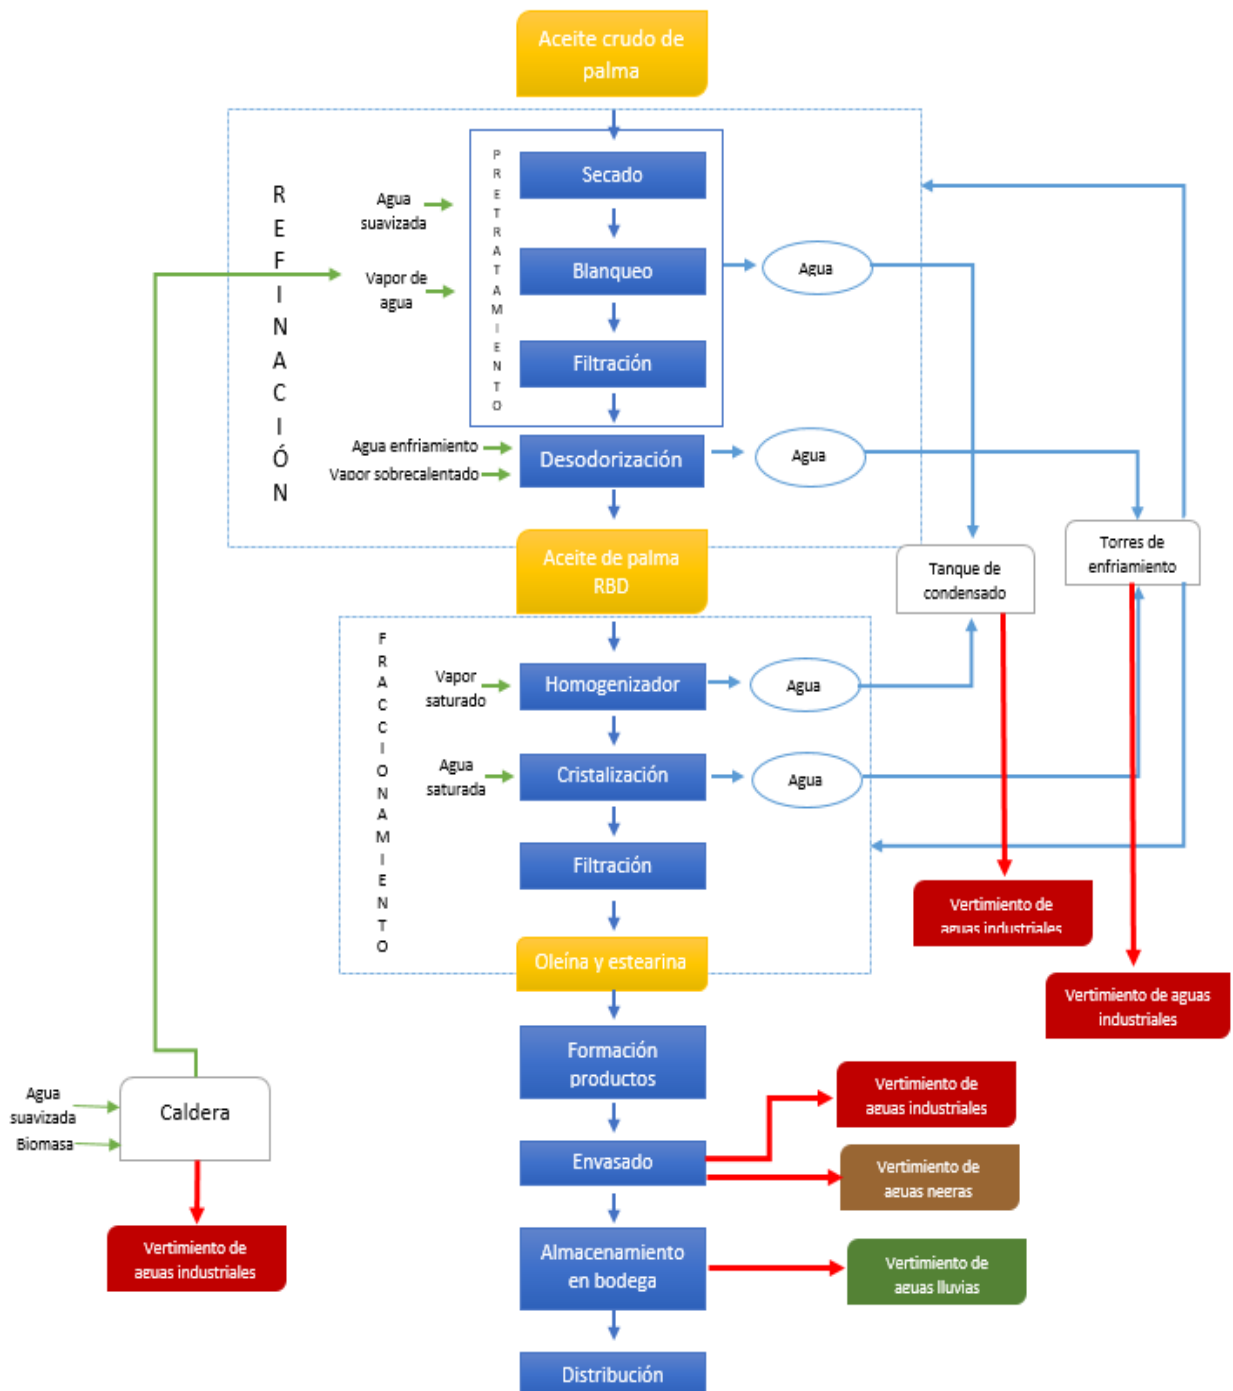 Aceite crudo de
palma
REFINACIÓN
PRETRATAMIENTO
Secado
Agua
suavizada
Blanqueo
Agua
Vapor de
agua
Filtración
Agua enfriamiento
Vapor sobrecalentado
Desodorización
Agua
Aceite de palma
RBD
Tanque de
condensado
Torres de
enfriamiento
FRACCIONAMIENTO
Vapor
saturado
Homogenizador
Agua
Agua
saturada
Cristalización
Agua
Filtración
Vertimiento de
aguas industriales
Oleína y estearina
Vertimiento de aguas
industriales
Formación
productos
Agua
suavizada
Biomasa
Caldera
Vertimiento de
aguas industriales
Envasado
Vertimiento de
aguas negras
Vertimiento de
aguas industriales
Almacenamiento
en bodega
Vertimiento de
aguas lluvias
Distribución